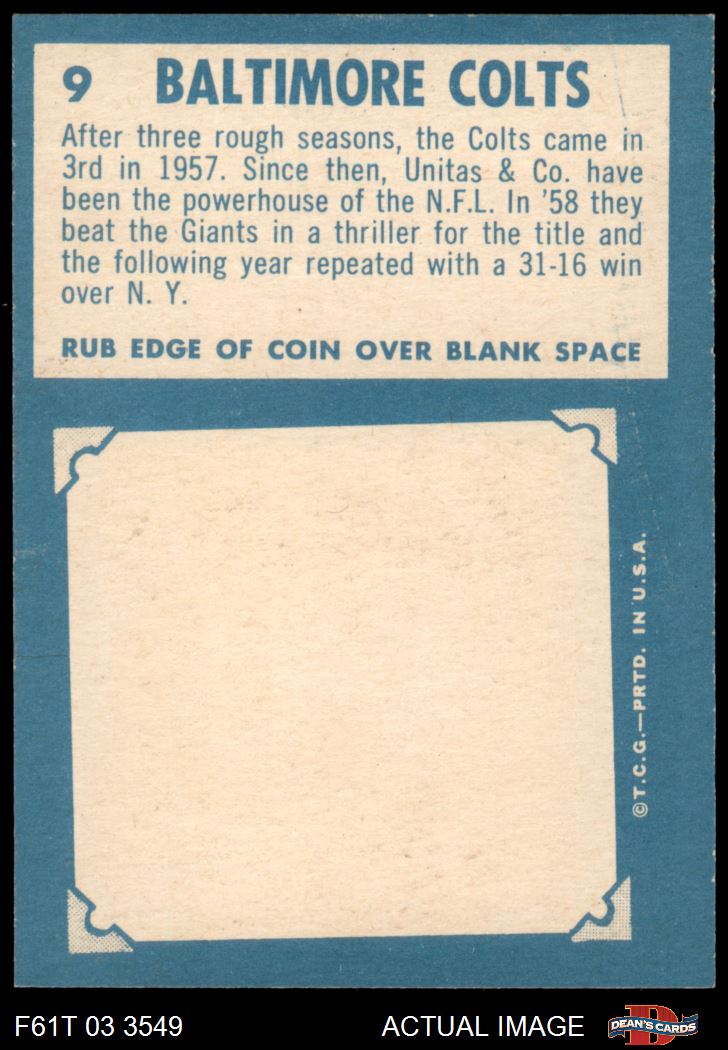 9 BALTIMORE COLTS
After three rough seasons, the Colts came in
3rd in 1957. Since then, Unitas & Co. have
been the powerhouse of the N.F.L. In '58 they
beat the Giants in a thriller for the title and
the following year repeated with a 31-16 win
over N. Y.
RUB EDGE OF COIN OVER BLANK SPACE
©T.C.G.—PRTD. IN U.S.A.
F61T 03 3549
ACTUAL IMAGE
D
DEAN'S CARDS